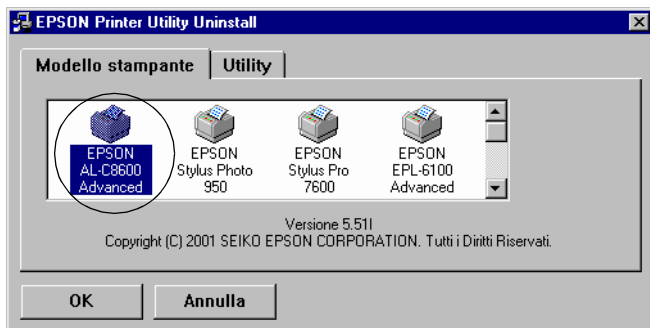 EPSON Printer Utility Uninstall
Modello stampante
Utility
EPSON
AL-C8600
Advanced
EPSON
Stylus Photo
950
EPSON
Stylus Pro
7600
EPSON
EPL-6100
Advanced
Versione 5.51I
Copyright (C) 2001 SEIKO EPSON CORPORATION. Tutti i Diritti Riservati.
OK
Annulla